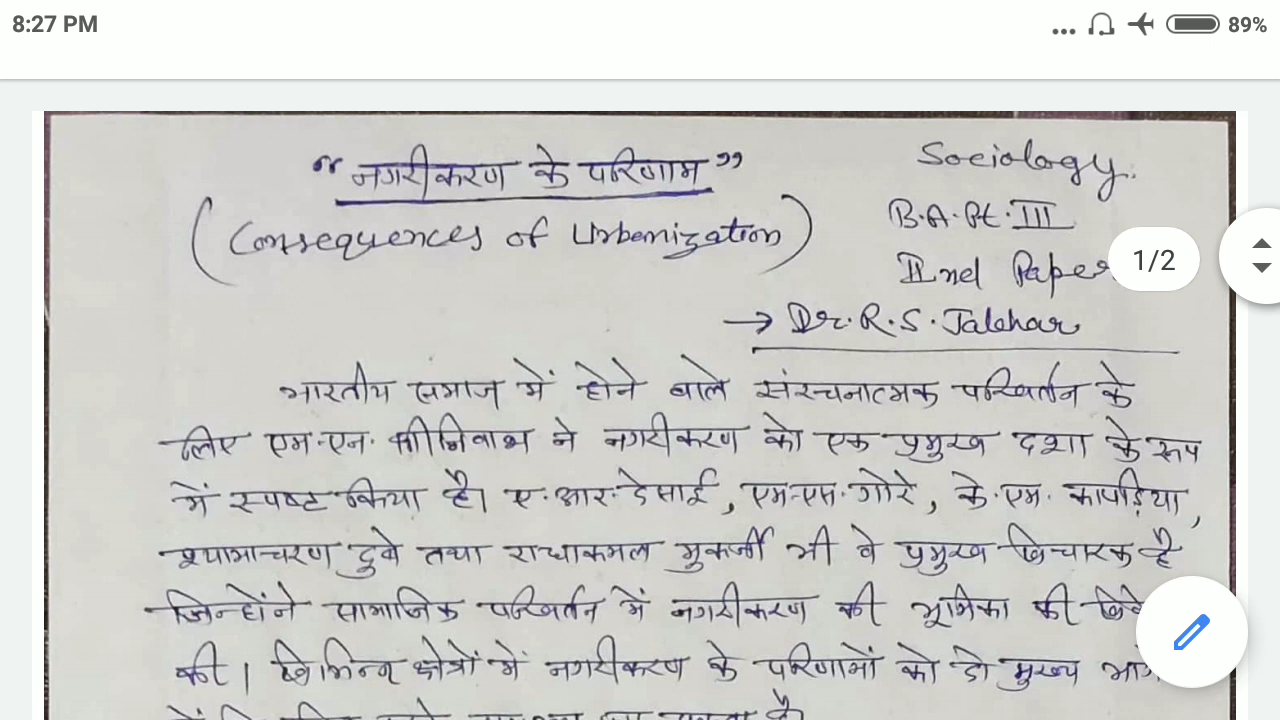 8:27 PM
... 89%
“नगरीकरण के परिणाम”
(Consequences of Urbenization)
Sociology.
B.A.Pt.III
IInd Paper
1/2
→ Dr.R.S.Jalehar
भारतीय समाज में होने वाले संरचनात्मक परिवर्तन के
लिए एम.एन. श्रीनिवास ने नगरीकरण को एक प्रमुख दशा के रूप
में स्पष्ट किया है। ए.आर.देसाई, एम.एस.गोरे, के.एम. कापड़िया,
श्यामाचरण दुबे तथा राधाकमल मुकर्जी भी वे प्रमुख विचारक है
जिन्होंने सामाजिक परिवर्तन में नगरीकरण की भूमिका की
की। विभिन्न क्षेत्रों में नगरीकरण के परिणामों को दो मुख्य